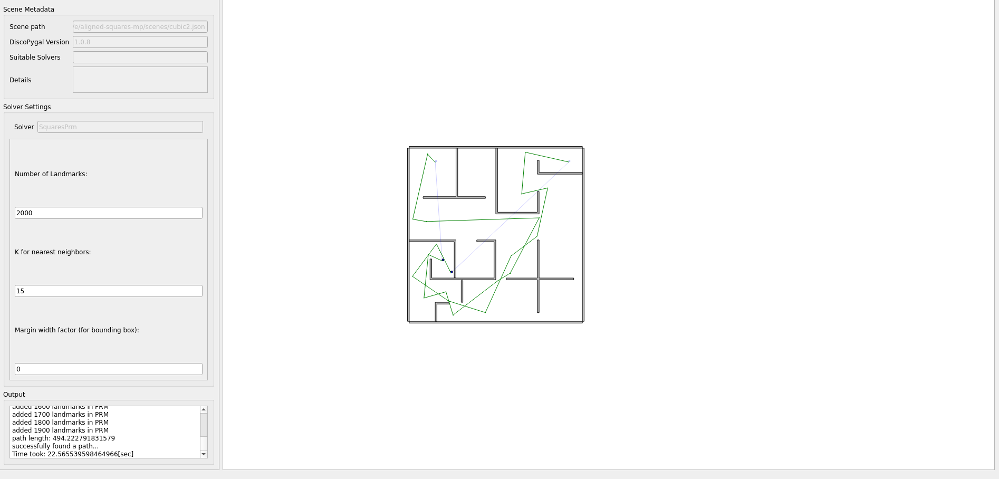 Scene Metadata
Scene path /e/aligned-squares-mp/scenes/cubic2.json
DiscoPygal Version 1.0.8
Suitable Solvers
Details
Solver Settings
Solver SquaresPrm
Number of Landmarks:
2000
K for nearest neighbors:
15
Margin width factor (for bounding box):
0
Output
added 1600 landmarks in PRM
added 1700 landmarks in PRM
added 1800 landmarks in PRM
added 1900 landmarks in PRM
path length: 494.222791831579
successfully found a path...
Time took: 22.565539598464966[sec]